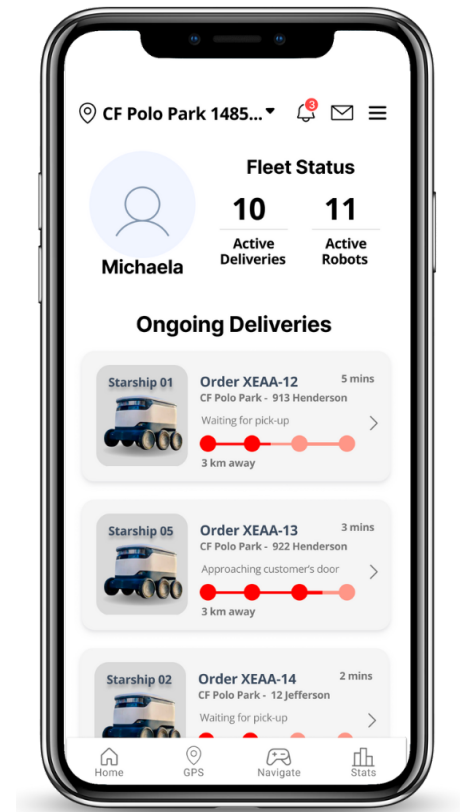 CF Polo Park 1485...
3
Fleet Status
10
11
Active Deliveries
Active Robots
Michaela
Ongoing Deliveries
Starship 01
Order XEAA-12
5 mins
CF Polo Park - 913 Henderson
Waiting for pick-up
3 km away
Starship 05
Order XEAA-13
3 mins
CF Polo Park - 922 Henderson
Approaching customer's door
3 km away
Starship 02
Order XEAA-14
2 mins
CF Polo Park - 12 Jefferson
Waiting for pick-up
Home
GPS
Navigate
Stats